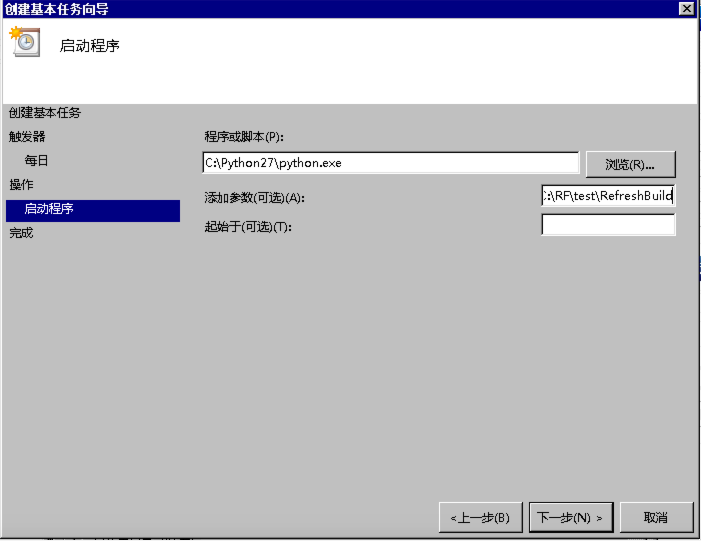 创建基本任务向导
启动程序
创建基本任务
触发器
每日
操作
启动程序
完成
程序或脚本(P):
C:\Python27\python.exe
浏览(R)...
添加参数(可选)(A):
:\RF\test\RefreshBuild
起始于(可选)(T):
<上一步(B)
下一步(N) >
取消